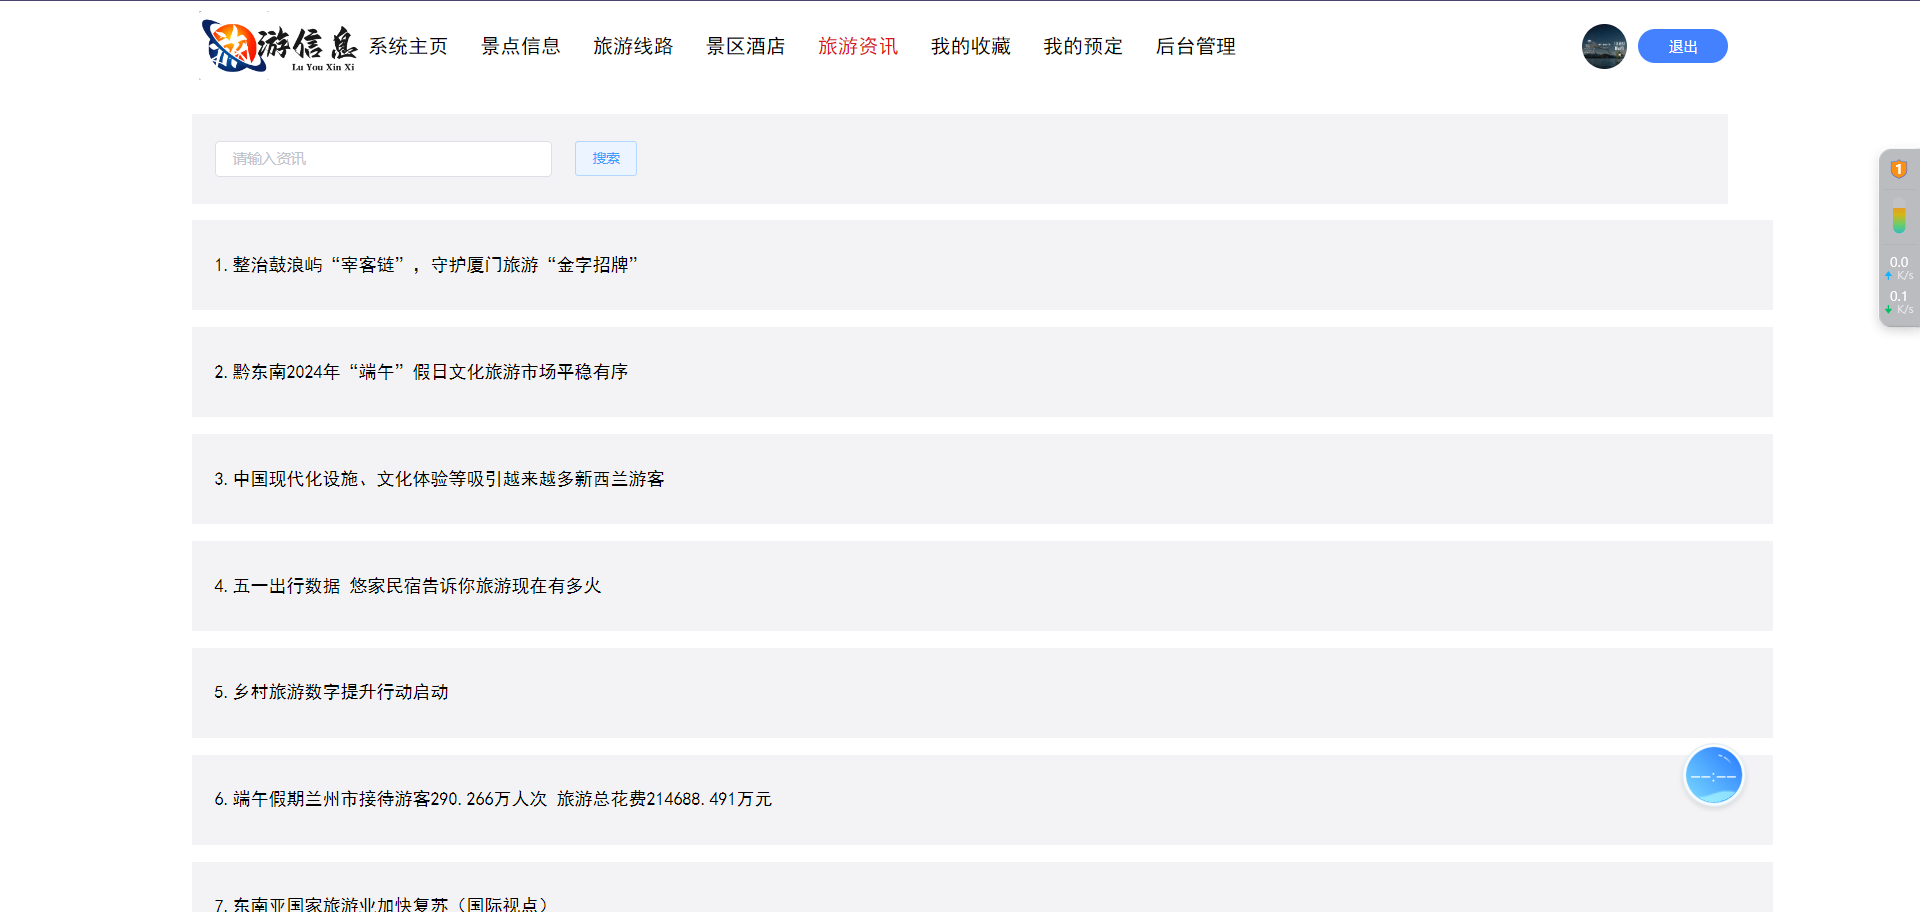 旅游信息
Lu You Xin Xi
系统主页 景点信息 旅游线路 景区酒店 旅游资讯 我的收藏 我的预定 后台管理
退出
请输入资讯 搜索
1
0.0
K/s
0.1
K/s
1. 整治鼓浪屿“宰客链”，守护厦门旅游“金字招牌”
2. 黔东南2024年“端午”假日文化旅游市场平稳有序
3. 中国现代化设施、文化体验等吸引越来越多新西兰游客
4. 五一出行数据 悠家民宿告诉你旅游现在有多火
5. 乡村旅游数字提升行动启动
--:--
6. 端午假期兰州市接待游客290.266万人次 旅游总花费214688.491万元
7. 东南亚国家旅游业加快复苏（国际视点）